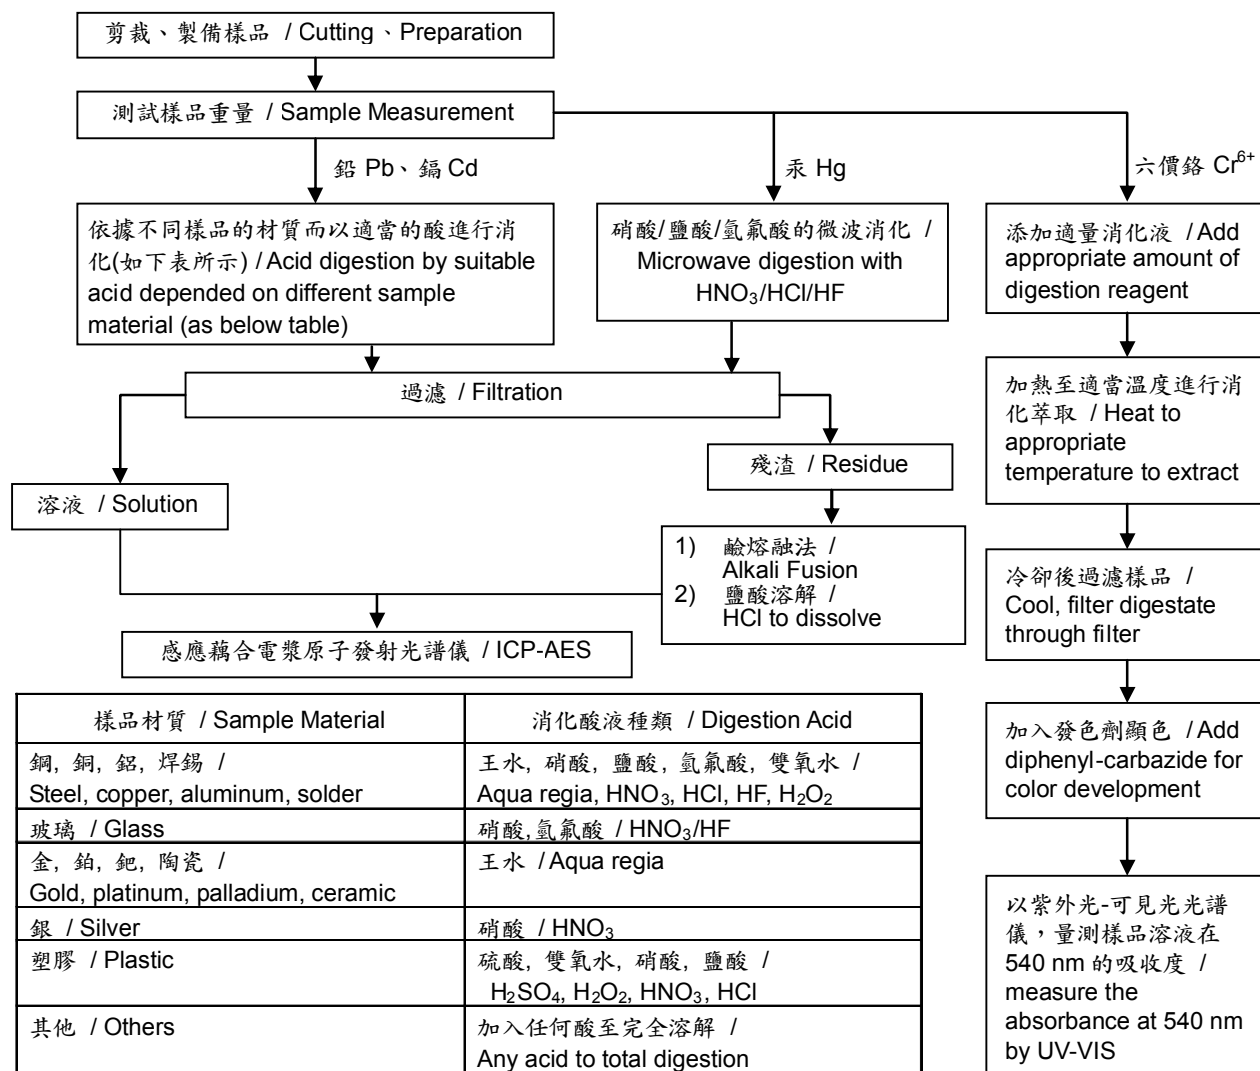 剪裁、製備樣品 / Cutting、Preparation
測試樣品重量 / Sample Measurement
鉛 Pb、鎘 Cd
汞 Hg
六價鉻 Cr⁶⁺
依據不同樣品的材質而以適當的酸進行消
化(如下表所示) / Acid digestion by suitable
acid depended on different sample
material (as below table)
硝酸/鹽酸/氫氟酸的微波消化 /
Microwave digestion with
HNO₃/HCl/HF
添加適量消化液 / Add
appropriate amount of
digestion reagent
過濾 / Filtration
加熱至適當溫度進行消
化萃取 / Heat to
appropriate
temperature to extract
溶液 / Solution
殘渣 / Residue
1) 鹼熔融法 /
Alkali Fusion
2) 鹽酸溶解 /
HCl to dissolve
冷卻後過濾樣品 /
Cool, filter digestate
through filter
感應藕合電漿原子發射光譜儀 / ICP-AES
加入發色劑顯色 / Add
diphenyl-carbazide for
color development
以紫外光-可見光光譜
儀，量測樣品溶液在
540 nm 的吸收度 /
measure the
absorbance at 540 nm
by UV-VIS
樣品材質 / Sample Material
消化酸液種類 / Digestion Acid
鋼, 銅, 鋁, 焊錫 /
Steel, copper, aluminum, solder
王水, 硝酸, 鹽酸, 氫氟酸, 雙氧水 /
Aqua regia, HNO₃, HCl, HF, H₂O₂
玻璃 / Glass
硝酸,氫氟酸 / HNO₃/HF
金, 鉑, 鈀, 陶瓷 /
Gold, platinum, palladium, ceramic
王水 / Aqua regia
銀 / Silver
硝酸 / HNO₃
塑膠 / Plastic
硫酸, 雙氧水, 硝酸, 鹽酸 /
H₂SO₄, H₂O₂, HNO₃, HCl
其他 / Others
加入任何酸至完全溶解 /
Any acid to total digestion